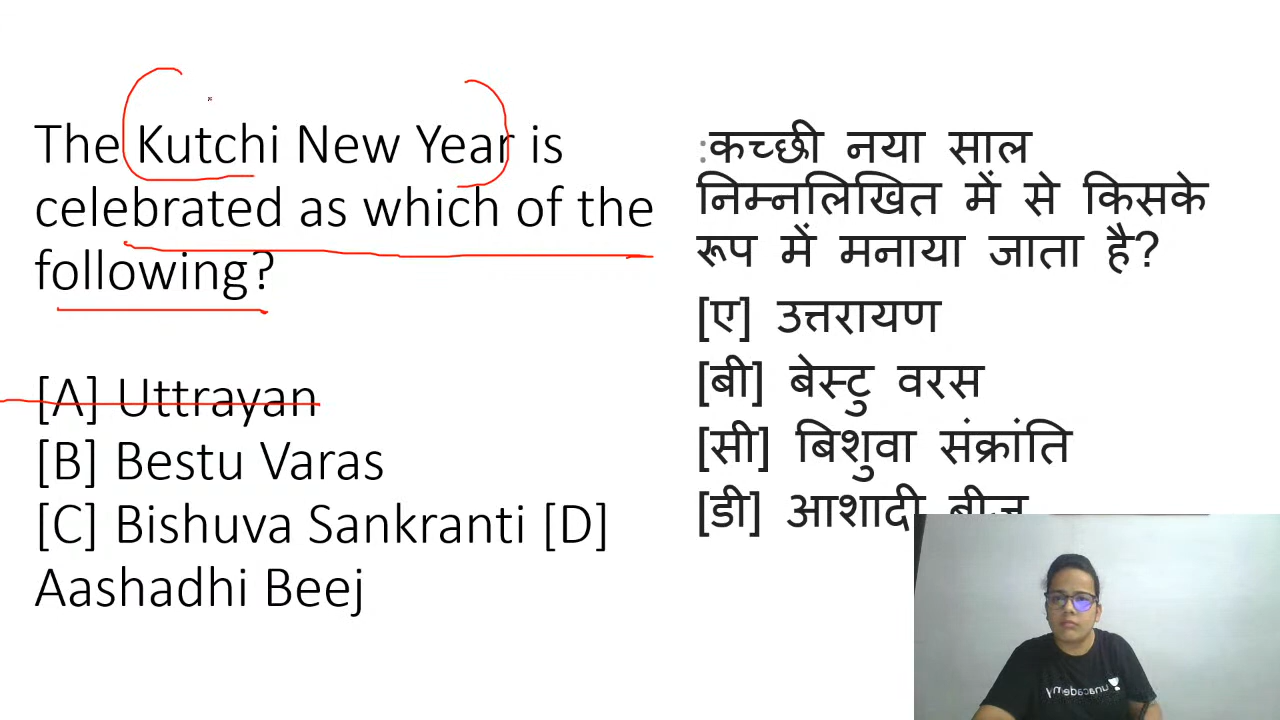 The Kutchi New Year is
celebrated as which of the
following?
[A] Uttrayan
[B] Bestu Varas
[C] Bishuva Sankranti [D]
Aashadhi Beej
:कच्छी नया साल
निम्नलिखित में से किसके
रूप में मनाया जाता है?
[ए] उत्तरायण
[बी] बेस्टु वरस
[सी] बिशुवा संक्रांति
[डी] आशादी बीज
unacademy